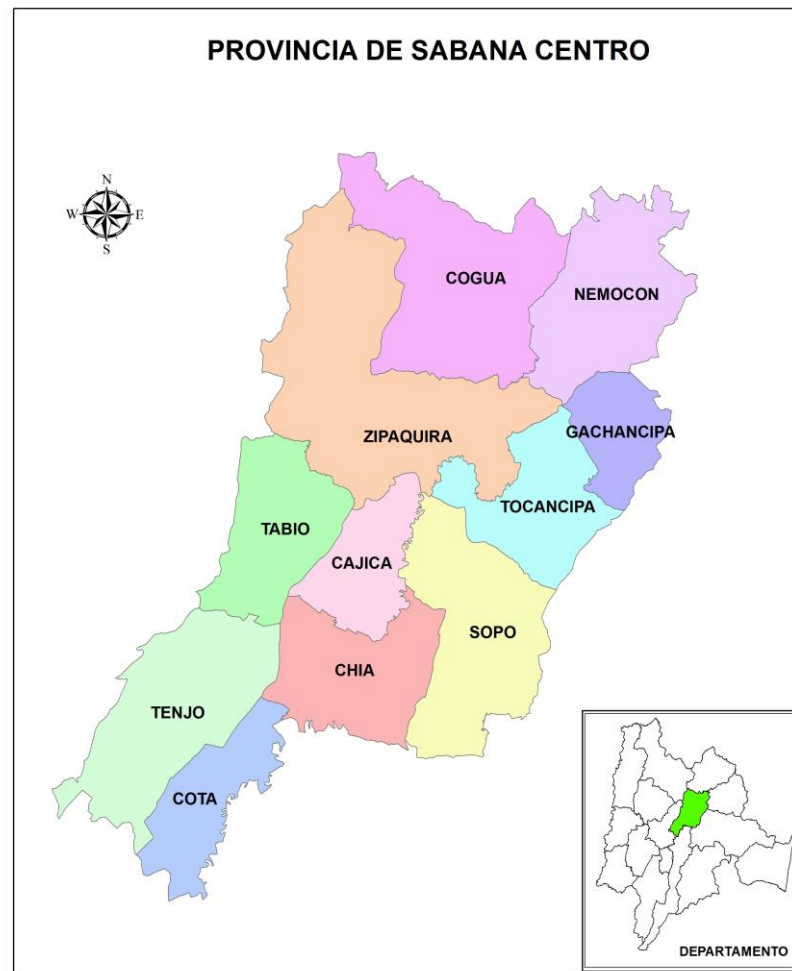 PROVINCIA DE SABANA CENTRO
N
W E
S
COGUA
NEMOCON
ZIPAQUIRA
GACHANCIPA
TOCANCIPA
TABIO
CAJICA
SOPO
CHIA
TENJO
COTA
DEPARTAMENTO